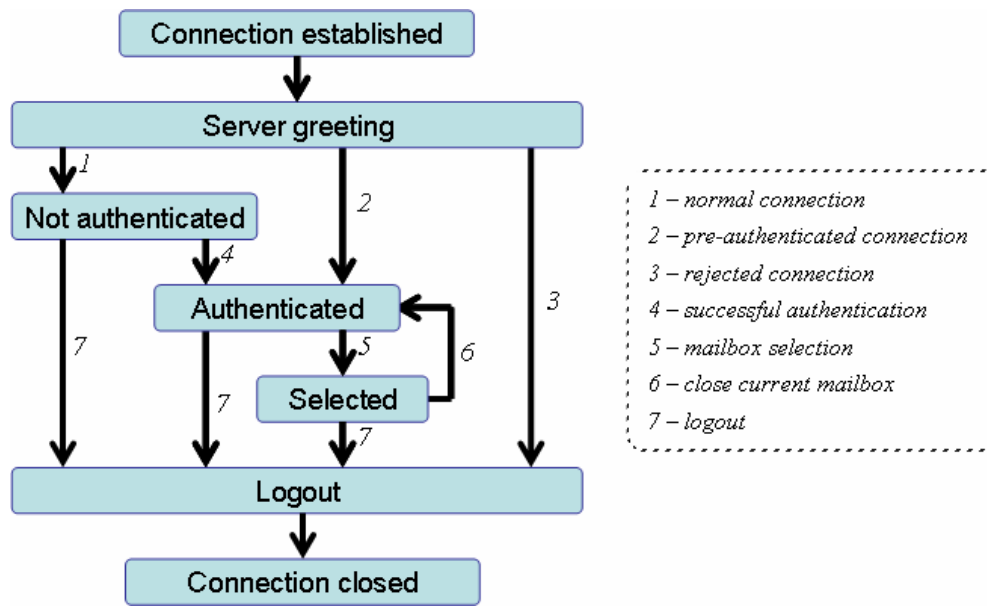 Connection established
Server greeting
1
2
3
Not authenticated
4
Authenticated
5
6
7
Selected
7
7
Logout
Connection closed
1 – normal connection
2 – pre-authenticated connection
3 – rejected connection
4 – successful authentication
5 – mailbox selection
6 – close current mailbox
7 – logout